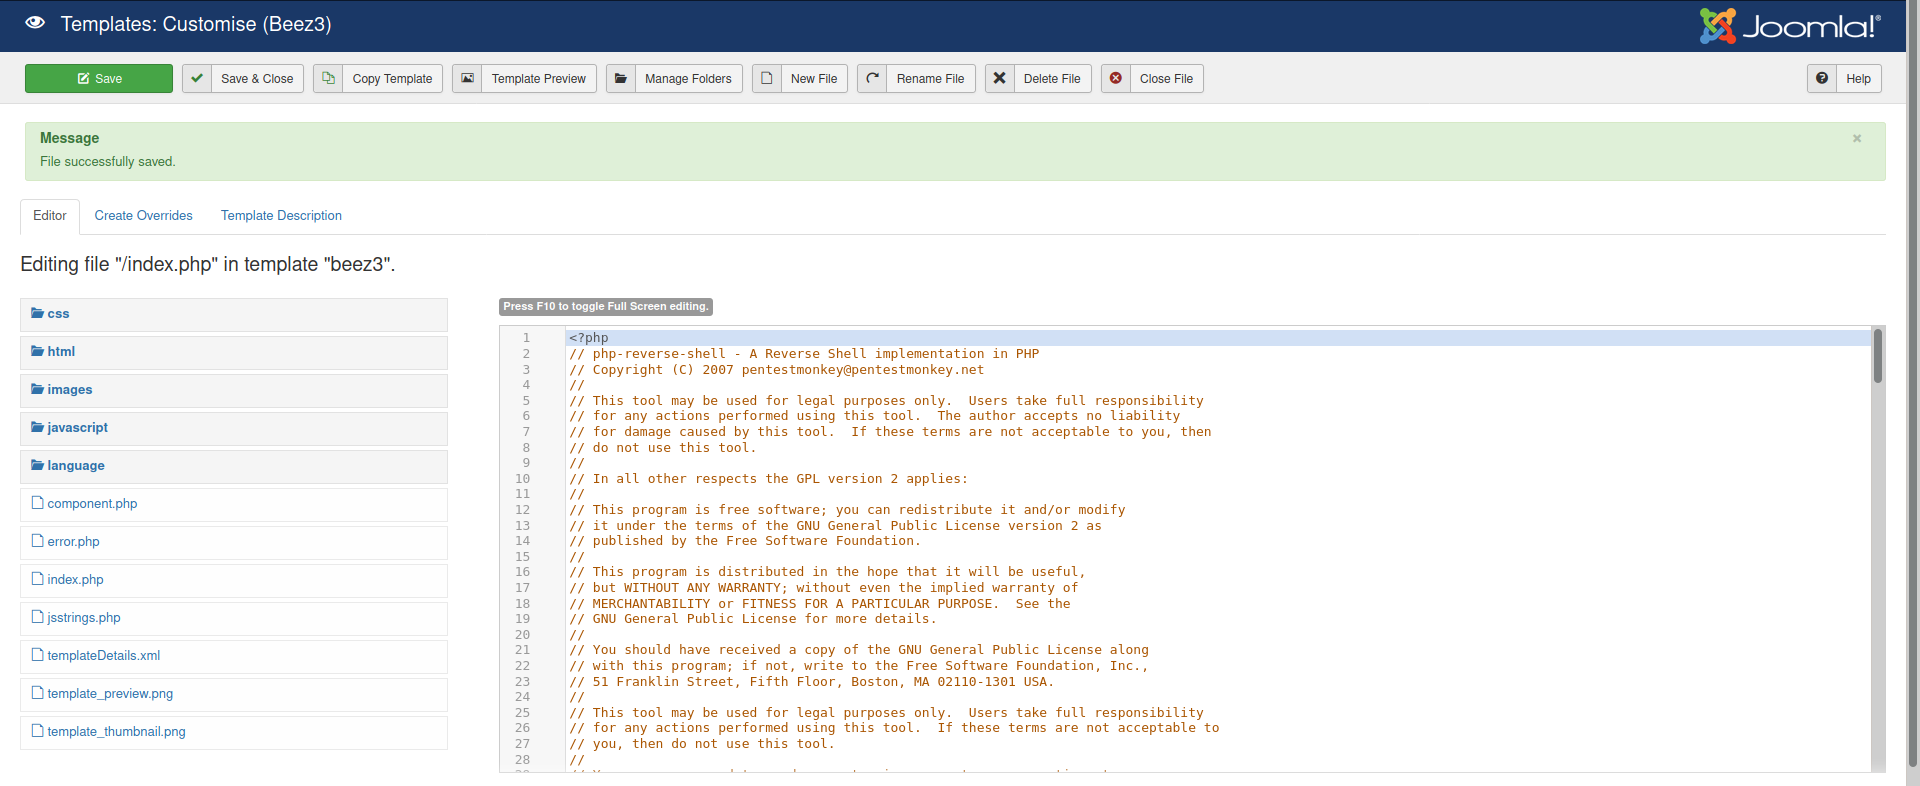 Templates: Customise (Beez3)
Joomla!®
Save
Save & Close
Copy Template
Template Preview
Manage Folders
New File
Rename File
Delete File
Close File
Help
Message
×
File successfully saved.
Editor
Create Overrides
Template Description
Editing file "/index.php" in template "beez3".
css
html
images
javascript
language
component.php
error.php
index.php
jsstrings.php
templateDetails.xml
template_preview.png
template_thumbnail.png
Press F10 to toggle Full Screen editing.
1 <?php
2 // php-reverse-shell - A Reverse Shell implementation in PHP
3 // Copyright (C) 2007 pentestmonkey@pentestmonkey.net
4 //
5 // This tool may be used for legal purposes only.  Users take full responsibility
6 // for any actions performed using this tool.  The author accepts no liability
7 // for damage caused by this tool.  If these terms are not acceptable to you, then
8 // do not use this tool.
9 //
10 // In all other respects the GPL version 2 applies:
11 //
12 // This program is free software; you can redistribute it and/or modify
13 // it under the terms of the GNU General Public License version 2 as
14 // published by the Free Software Foundation.
15 //
16 // This program is distributed in the hope that it will be useful,
17 // but WITHOUT ANY WARRANTY; without even the implied warranty of
18 // MERCHANTABILITY or FITNESS FOR A PARTICULAR PURPOSE.  See the
19 // GNU General Public License for more details.
20 //
21 // You should have received a copy of the GNU General Public License along
22 // with this program; if not, write to the Free Software Foundation, Inc.,
23 // 51 Franklin Street, Fifth Floor, Boston, MA 02110-1301 USA.
24 //
25 // This tool may be used for legal purposes only.  Users take full responsibility
26 // for any actions performed using this tool.  If these terms are not acceptable to
27 // you, then do not use this tool.
28 //